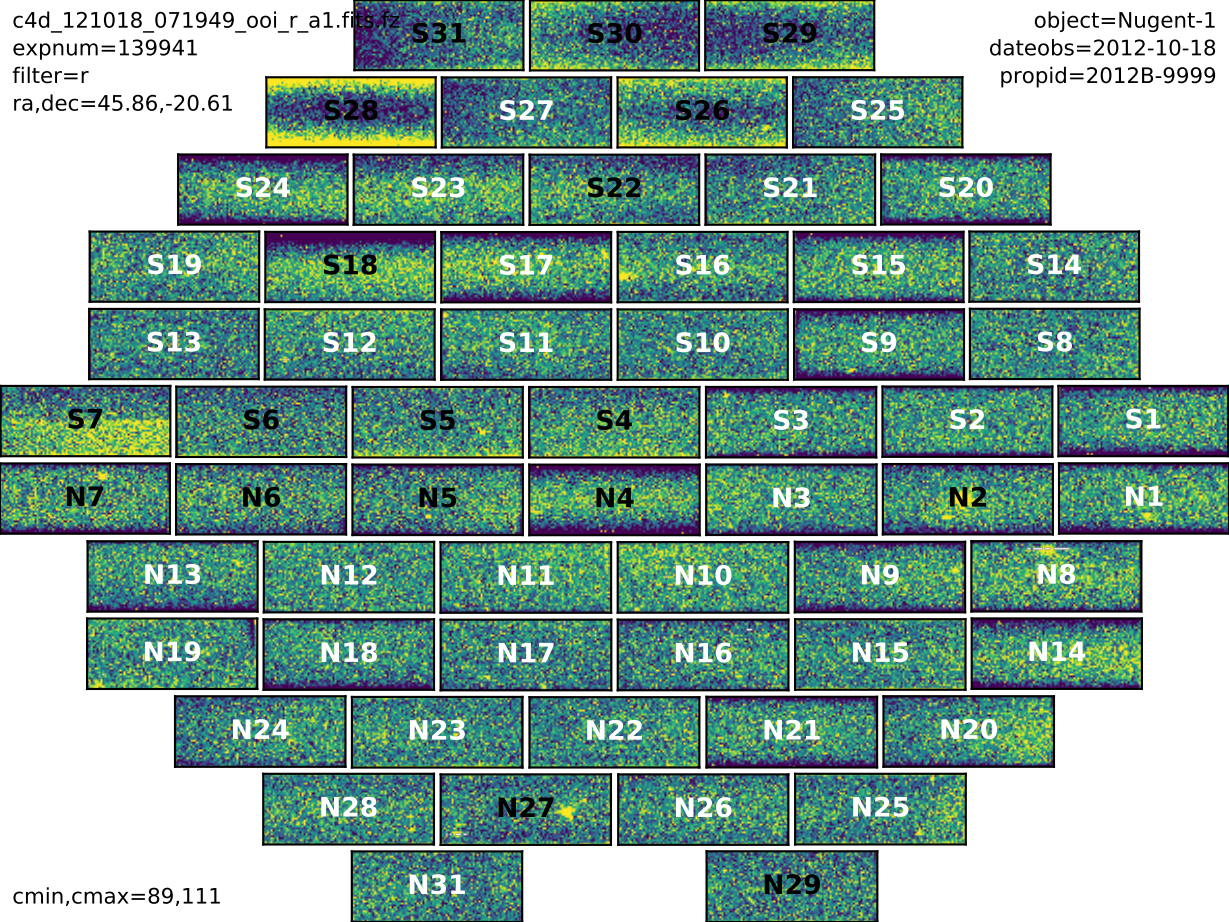 c4d_121018_071949_ooi_r_a1.fits.fz
expnum=139941
filter=r
ra,dec=45.86,-20.61
object=Nugent-1
dateobs=2012-10-18
propid=2012B-9999
S31 S30 S29
S28 S27 S26 S25
S24 S23 S22 S21 S20
S19 S18 S17 S16 S15 S14
S13 S12 S11 S10 S9 S8
S7 S6 S5 S4 S3 S2 S1
N7 N6 N5 N4 N3 N2 N1
N13 N12 N11 N10 N9 N8
N19 N18 N17 N16 N15 N14
N24 N23 N22 N21 N20
N28 N27 N26 N25
N31 N29
cmin,cmax=89,111